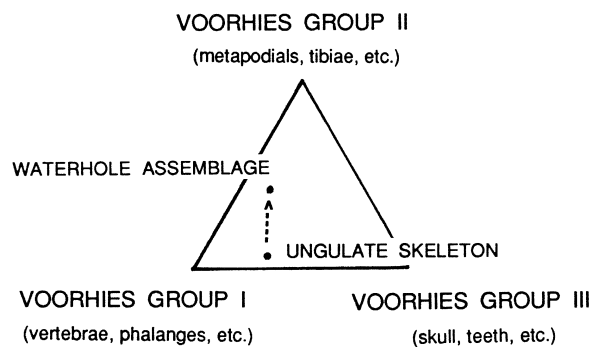 VOORHIES GROUP II
(metapodials, tibiae, etc.)
WATERHOLE ASSEMBLAGE
UNGULATE SKELETON
VOORHIES GROUP I
(vertebrae, phalanges, etc.)
VOORHIES GROUP III
(skull, teeth, etc.)